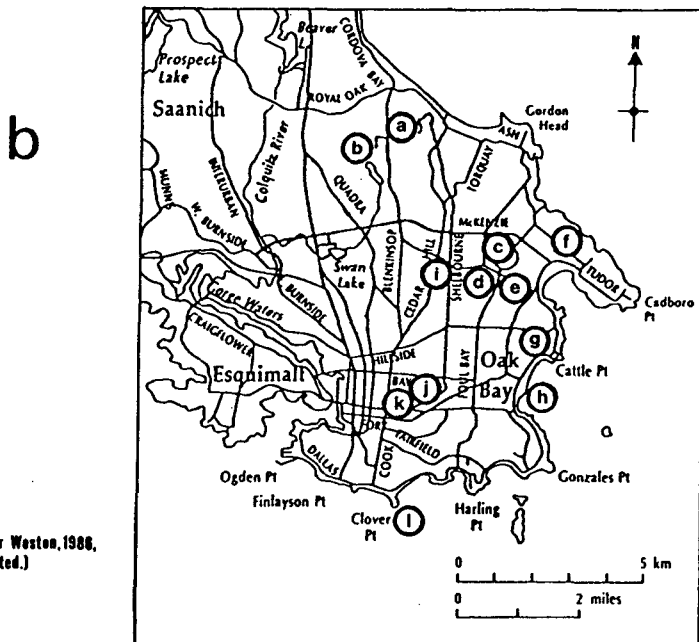 b
Beaver L.
CORDOVA BAY
N
Prospect Lake
Saanich
ROYAL OAK
Gordon Head
ASH
a
b
Colquitz River
TORQUAY
INTERURBAN
QUADRA
MUNNS
W. BURNSIDE
McKENZIE
c
f
Swan Lake
BLENKINSOP
CEDAR HILL
i
SHELBOURNE
d
e
TUDOR
Cadboro Pt
Gorge Waters
BURNSIDE
CRAIGFLOWER
HILLSIDE
g
Esquimalt
FOUL BAY
Oak Bay
Cattle Pt
BAY
j
k
h
FORT
FAIRFIELD
DALLAS
COOK
Ogden Pt
Gonzales Pt
Finlayson Pt
Clover Pt
l
Harling Pt
r Weston, 1986,
ted.)
0 5 km
0 2 miles